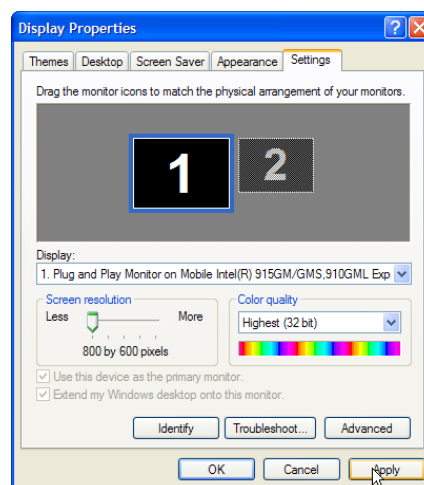 Display Properties
Themes Desktop Screen Saver Appearance Settings
Drag the monitor icons to match the physical arrangement of your monitors.
1 2
Display:
1. Plug and Play Monitor on Mobile Intel(R) 915GM/GMS,910GML Exp
Screen resolution
Less More
800 by 600 pixels
Color quality
Highest (32 bit)
Use this device as the primary monitor.
Extend my Windows desktop onto this monitor.
Identify Troubleshoot... Advanced
OK Cancel Apply